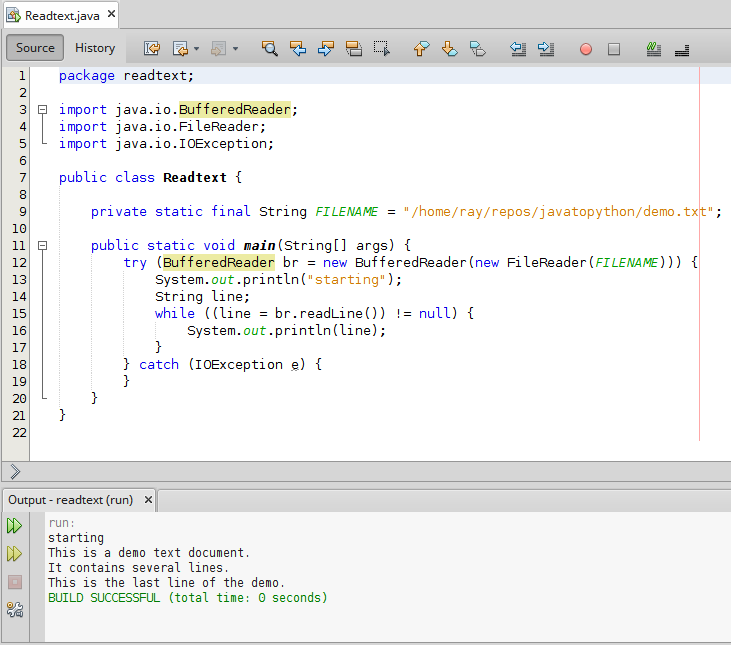 Readtext.java
Source History
1 package readtext;
2
3 import java.io.BufferedReader;
4 import java.io.FileReader;
5 import java.io.IOException;
6
7 public class Readtext {
8
9     private static final String FILENAME = "/home/ray/repos/javatopython/demo.txt";
10
11     public static void main(String[] args) {
12         try (BufferedReader br = new BufferedReader(new FileReader(FILENAME))) {
13             System.out.println("starting");
14             String line;
15             while ((line = br.readLine()) != null) {
16                 System.out.println(line);
17             }
18         } catch (IOException e) {
19         }
20     }
21 }
22
Output - readtext (run)
run:
starting
This is a demo text document.
It contains several lines.
This is the last line of the demo.
BUILD SUCCESSFUL (total time: 0 seconds)